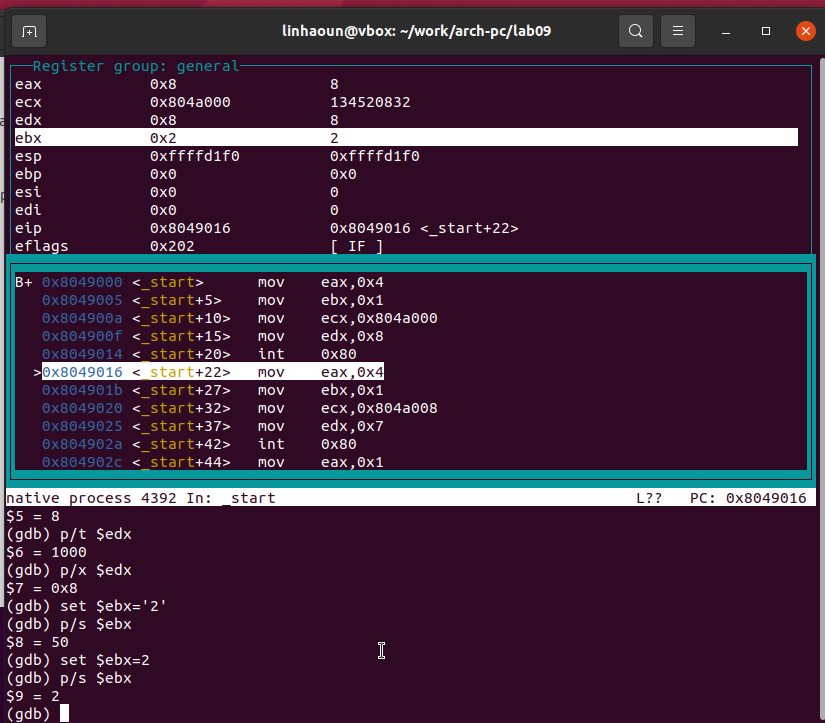 linhaoun@vbox: ~/work/arch-pc/lab09
Register group: general
eax 0x8 8
ecx 0x804a000 134520832
edx 0x8 8
ebx 0x2 2
esp 0xffffd1f0 0xffffd1f0
ebp 0x0 0x0
esi 0x0 0
edi 0x0 0
eip 0x8049016 0x8049016 <_start+22>
eflags 0x202 [ IF ]
B+ 0x8049000 <_start> mov eax,0x4
0x8049005 <_start+5> mov ebx,0x1
0x804900a <_start+10> mov ecx,0x804a000
0x804900f <_start+15> mov edx,0x8
0x8049014 <_start+20> int 0x80
>0x8049016 <_start+22> mov eax,0x4
0x804901b <_start+27> mov ebx,0x1
0x8049020 <_start+32> mov ecx,0x804a008
0x8049025 <_start+37> mov edx,0x7
0x804902a <_start+42> int 0x80
0x804902c <_start+44> mov eax,0x1
native process 4392 In: _start L?? PC: 0x8049016
$5 = 8
(gdb) p/t $edx
$6 = 1000
(gdb) p/x $edx
$7 = 0x8
(gdb) set $ebx='2'
(gdb) p/s $ebx
$8 = 50
(gdb) set $ebx=2
(gdb) p/s $ebx
$9 = 2
(gdb)